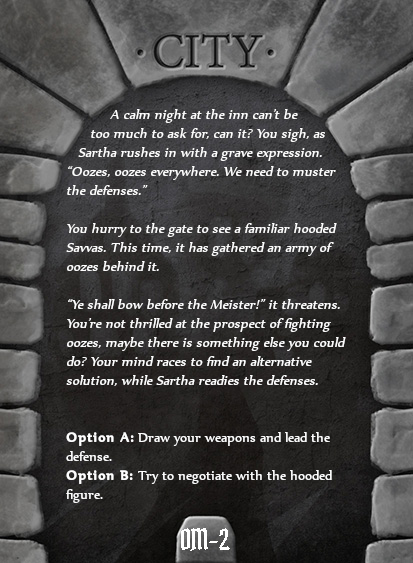 · CITY ·
A calm night at the inn can't be
too much to ask for, can it? You sigh, as
Sartha rushes in with a grave expression.
“Oozes, oozes everywhere. We need to muster
the defenses.”
You hurry to the gate to see a familiar hooded
Savvas. This time, it has gathered an army of
oozes behind it.
“Ye shall bow before the Meister!” it threatens.
You're not thrilled at the prospect of fighting
oozes, maybe there is something else you could
do? Your mind races to find an alternative
solution, while Sartha readies the defenses.
Option A: Draw your weapons and lead the
defense.
Option B: Try to negotiate with the hooded
figure.
OM-2